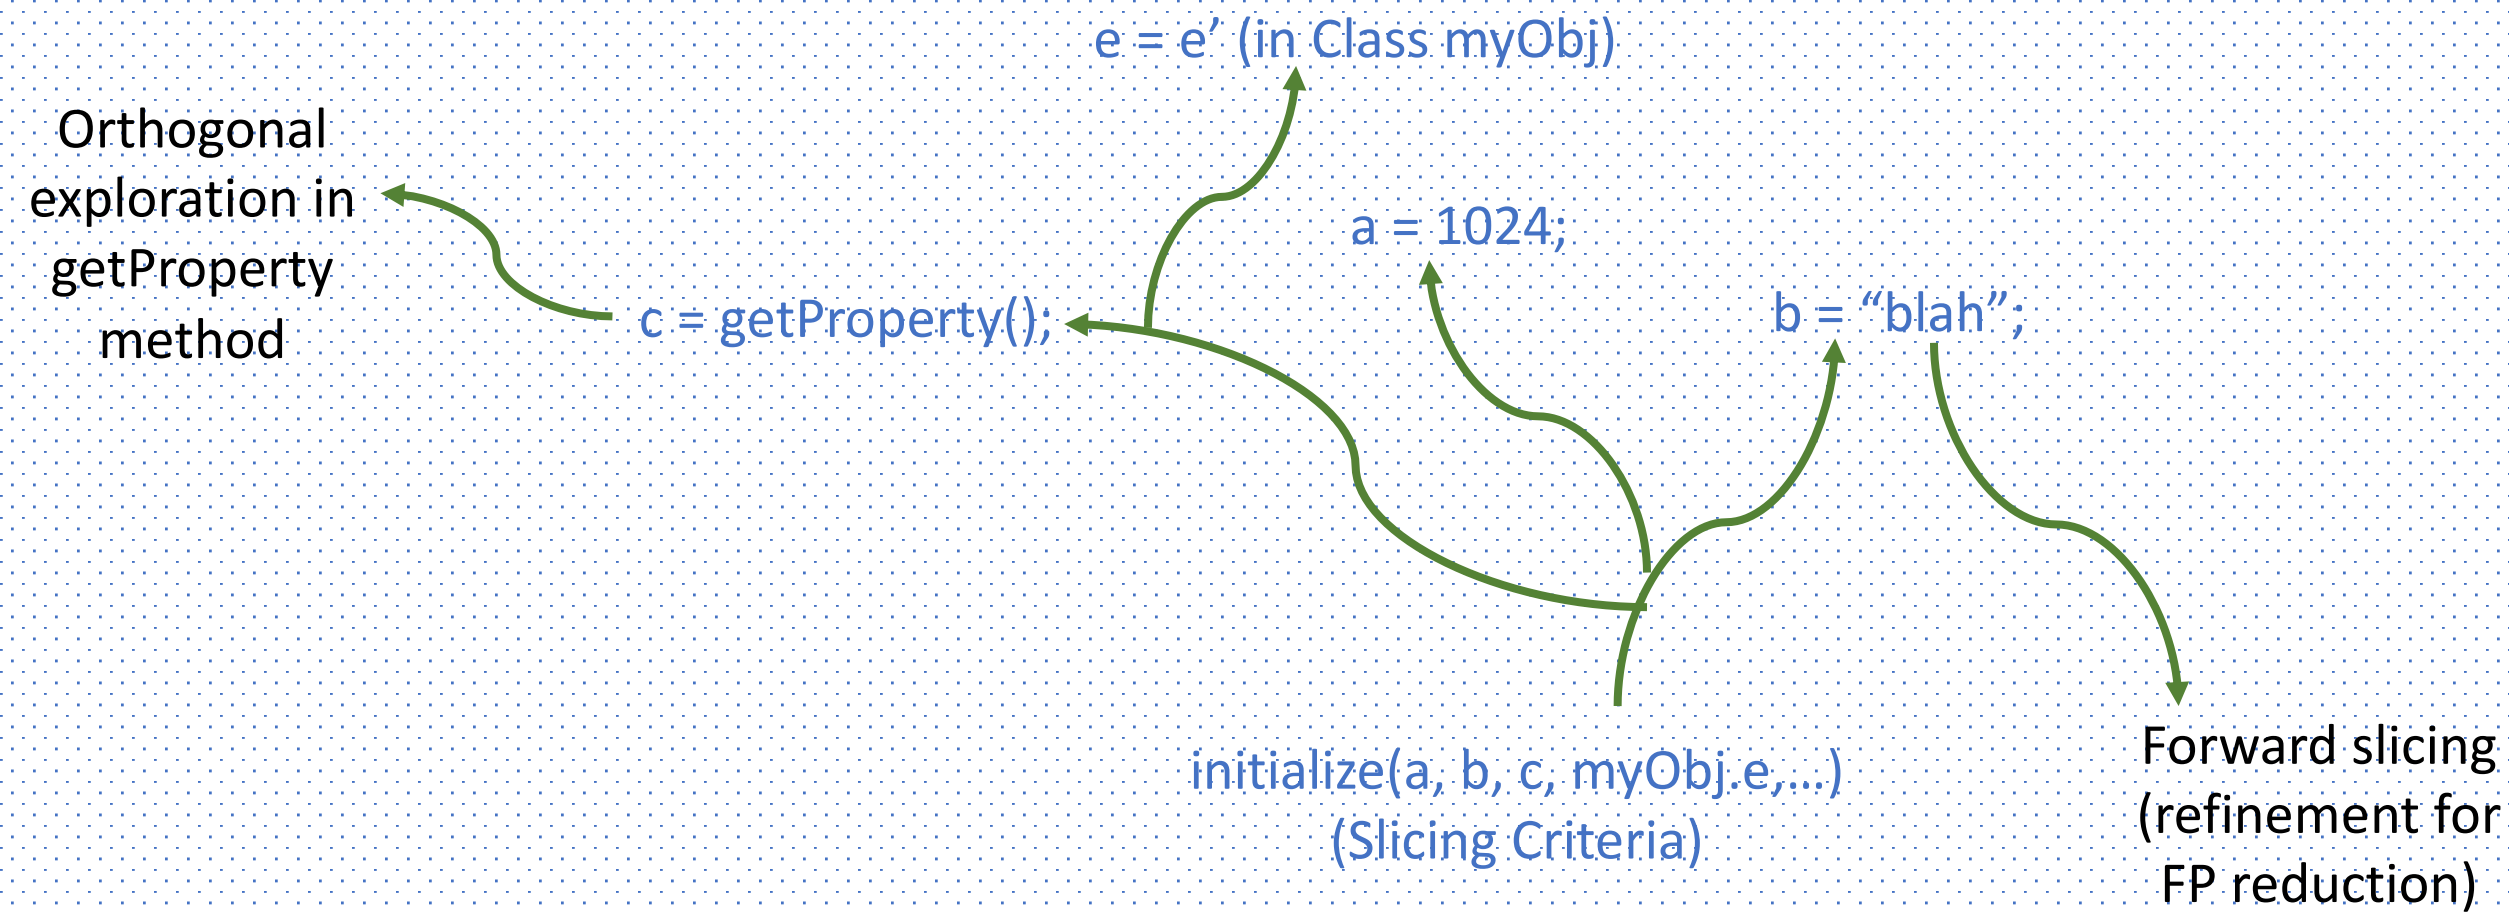 e = e’ (in Class myObj)
Orthogonal
exploration in
getProperty
method
a = 1024;
c = getProperty();
b = “blah”;
initialize(a, b, c, myObj.e,...)
(Slicing Criteria)
Forward slicing
(refinement for
FP reduction)